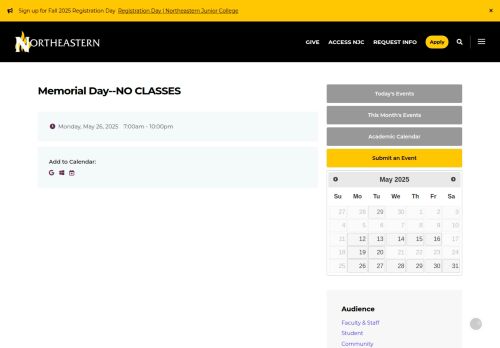 Sign up for Fall 2025 Registration Day Registration Day | Northeastern Junior College ×
NORTHEASTERN GIVE ACCESS NJC REQUEST INFO Apply
Memorial Day--NO CLASSES
Monday, May 26, 2025 7:00am - 10:00pm
Add to Calendar:
Today's Events
This Month's Events
Academic Calendar
Submit an Event
May 2025
Su Mo Tu We Th Fr Sa
27 28 29 30 1 2 3
4 5 6 7 8 9 10
11 12 13 14 15 16 17
18 19 20 21 22 23 24
25 26 27 28 29 30 31
Audience
Faculty & Staff
Student
Community